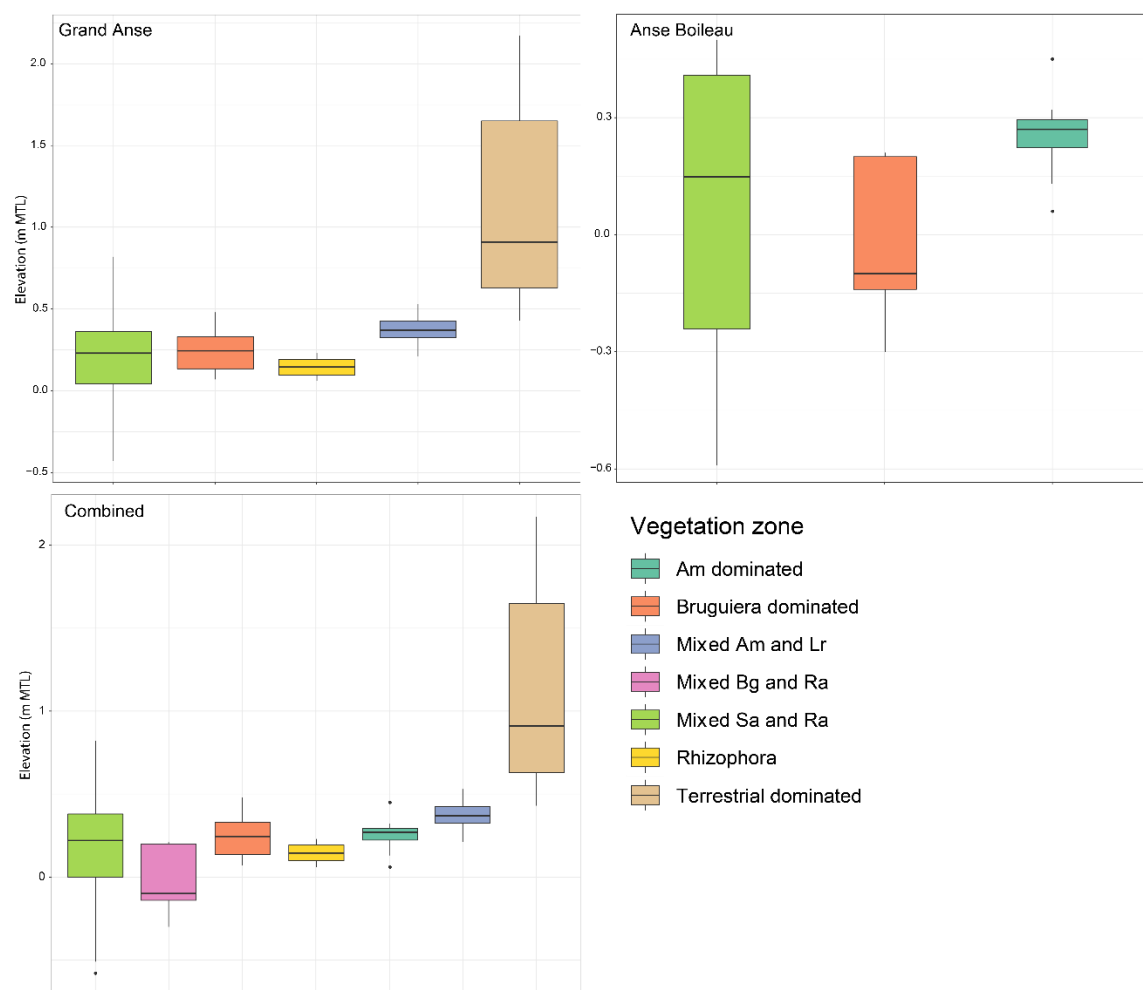 Grand Anse
Elevation (m MTL)
2.0
1.5
1.0
0.5
0.0
−0.5
Anse Boileau
0.3
0.0
−0.3
−0.6
Combined
Elevation (m MTL)
2
1
0
Vegetation zone
Am dominated
Bruguiera dominated
Mixed Am and Lr
Mixed Bg and Ra
Mixed Sa and Ra
Rhizophora
Terrestrial dominated